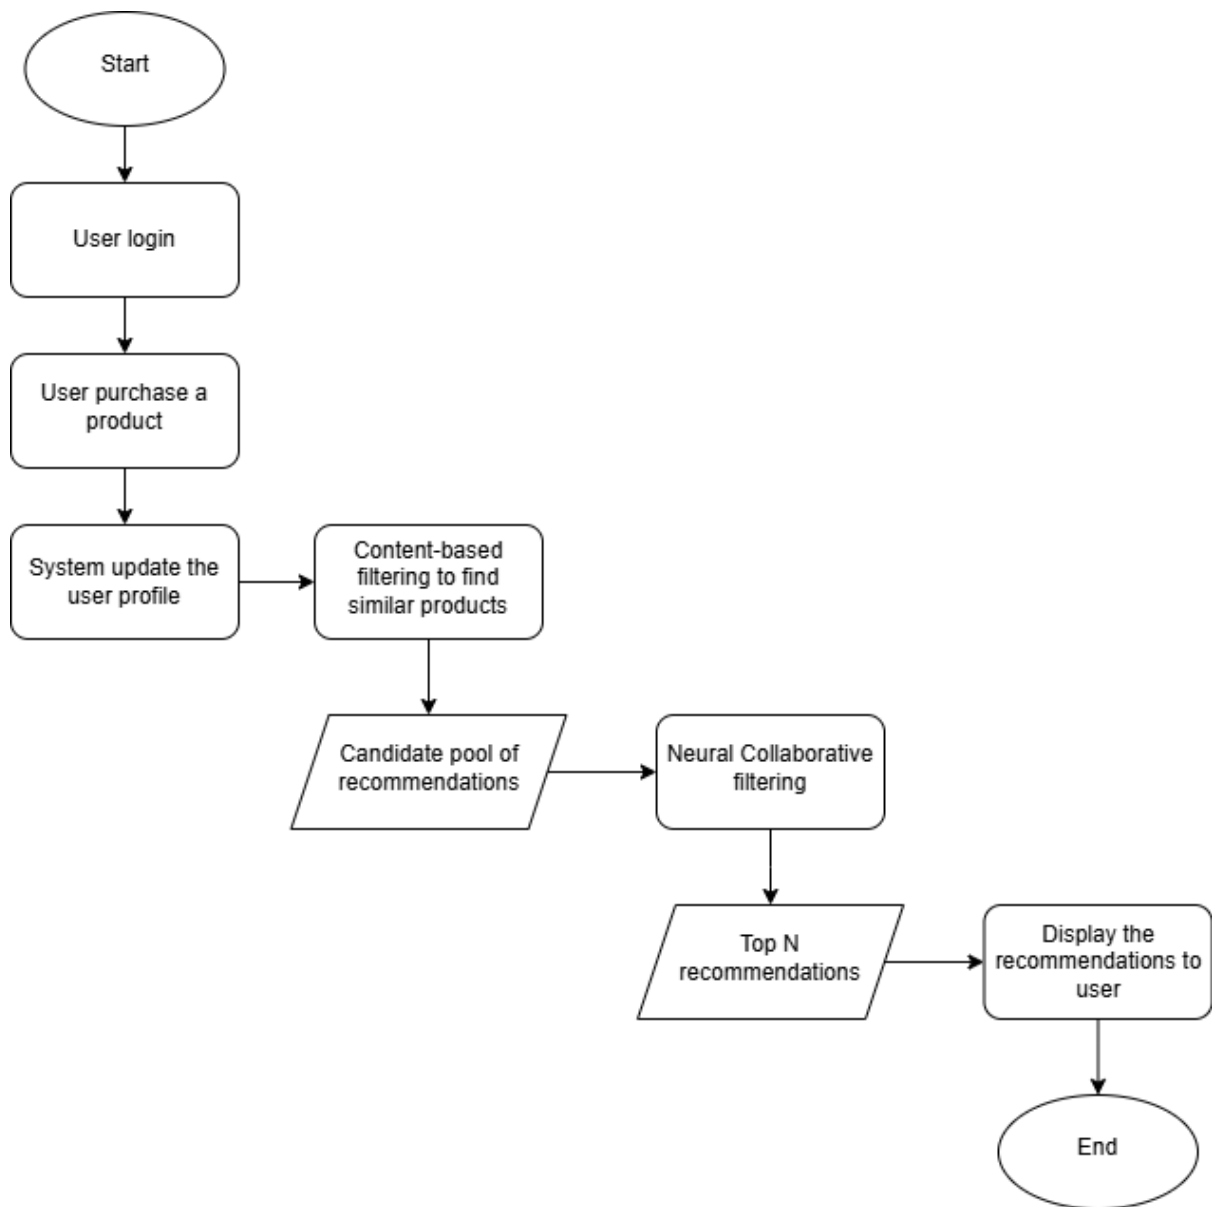 Start
User login
User purchase a
product
System update the
user profile
Content-based
filtering to find
similar products
Candidate pool of
recommendations
Neural Collaborative
filtering
Top N
recommendations
Display the
recommendations to
user
End